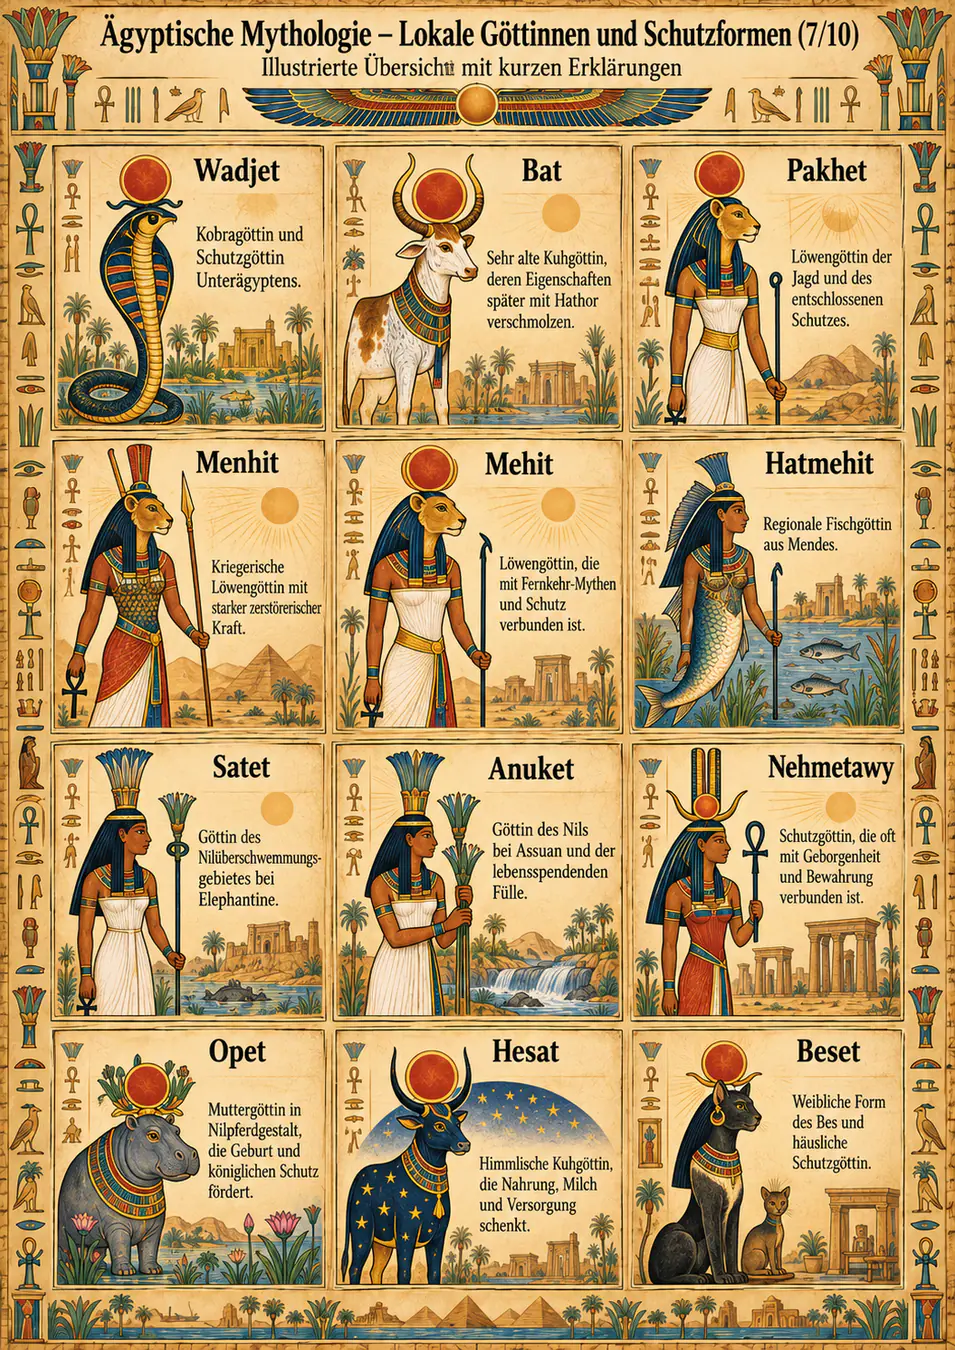 Ägyptische Mythologie – Lokale Göttinnen und Schutzformen (7/10)
Illustrierte Übersicht mit kurzen Erklärungen
Wadjet
Kobragöttin und
Schutzgöttin
Unterägyptens.
Bat
Sehr alte Kuhgöttin,
deren Eigenschaften
später mit Hathor
verschmolzen.
Pakhet
Löwengöttin der
Jagd und des
entschlossenen
Schutzes.
Menhit
Kriegerische
Löwengöttin mit
starker zerstörerischer
Kraft.
Mehit
Löwengöttin, die
mit Fernkehr-Mythen
und Schutz
verbunden ist.
Hatmehit
Regionale Fischgöttin
aus Mendes.
Satet
Göttin des
Nilüberschwemmungs-
gebietes bei
Elephantine.
Anuket
Göttin des Nils
bei Assuan und der
lebensspendenden
Fülle.
Nehmetawy
Schutzgöttin, die oft
mit Geborgenheit
und Bewahrung
verbunden ist.
Opet
Muttergöttin in
Nilpferdgestalt,
die Geburt und
königlichen Schutz
fördert.
Hesat
Himmlische Kuhgöttin,
die Nahrung, Milch
und Versorgung
schenkt.
Beset
Weibliche Form
des Bes und
häusliche
Schutzgöttin.